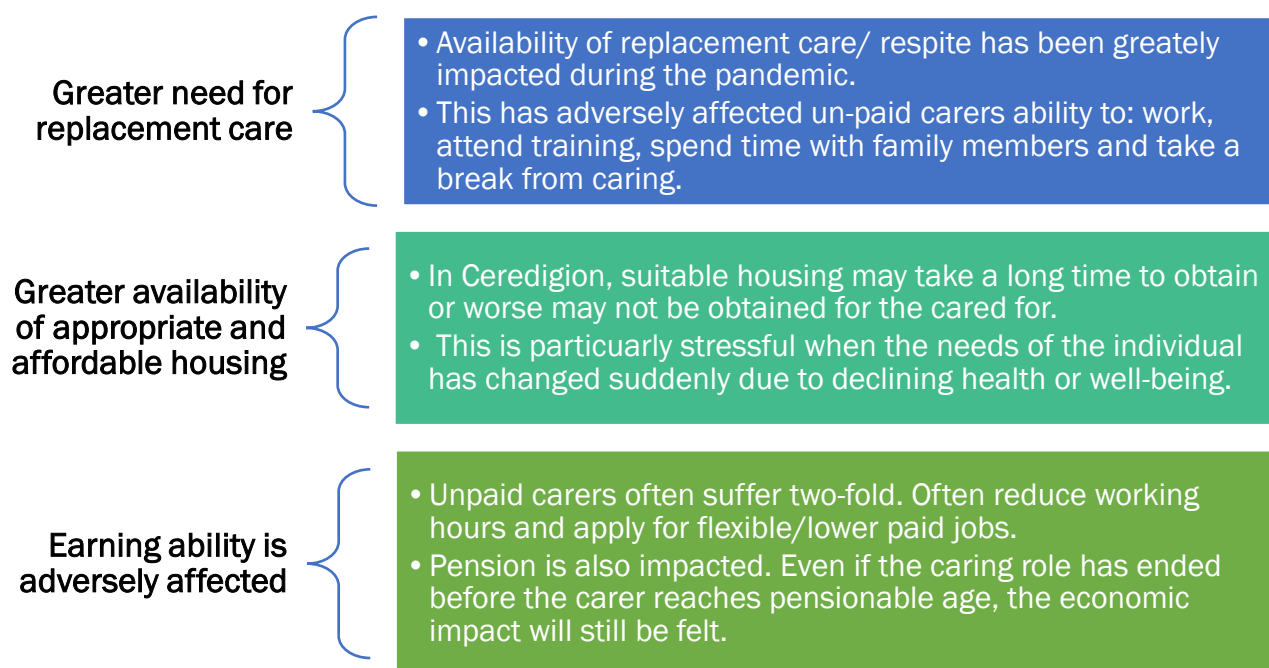 Greater need for
replacement care
• Availability of replacement care/ respite has been greately
impacted during the pandemic.
• This has adversely affected un-paid carers ability to: work,
attend training, spend time with family members and take a
break from caring.
Greater availability
of appropriate and
affordable housing
• In Ceredigion, suitable housing may take a long time to obtain
or worse may not be obtained for the cared for.
• This is particuarly stressful when the needs of the individual
has changed suddenly due to declining health or well-being.
Earning ability is
adversely affected
• Unpaid carers often suffer two-fold. Often reduce working
hours and apply for flexible/lower paid jobs.
• Pension is also impacted. Even if the caring role has ended
before the carer reaches pensionable age, the economic
impact will still be felt.